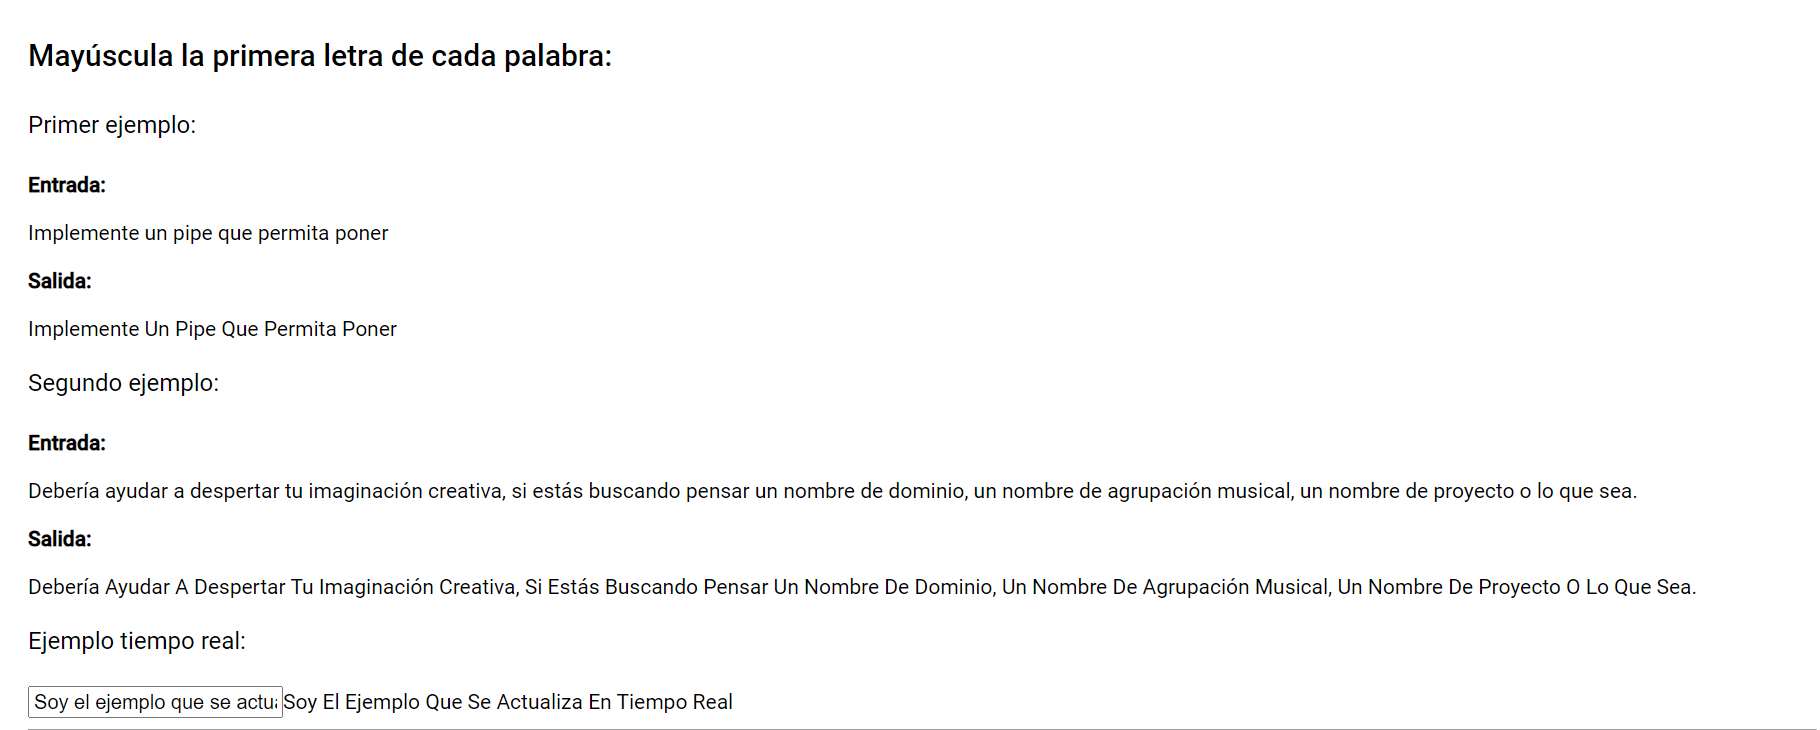 Mayúscula la primera letra de cada palabra:
Primer ejemplo:
Entrada:
Implemente un pipe que permita poner
Salida:
Implemente Un Pipe Que Permita Poner
Segundo ejemplo:
Entrada:
Debería ayudar a despertar tu imaginación creativa, si estás buscando pensar un nombre de dominio, un nombre de agrupación musical, un nombre de proyecto o lo que sea.
Salida:
Debería Ayudar A Despertar Tu Imaginación Creativa, Si Estás Buscando Pensar Un Nombre De Dominio, Un Nombre De Agrupación Musical, Un Nombre De Proyecto O Lo Que Sea.
Ejemplo tiempo real:
Soy el ejemplo que se actu Soy El Ejemplo Que Se Actualiza En Tiempo Real